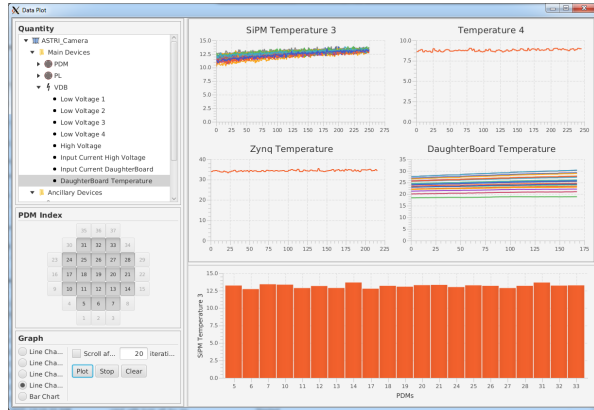 Data Plot
Quantity
ASTRI_Camera
Main Devices
PDM
PL
VDB
Low Voltage 1
Low Voltage 2
Low Voltage 3
Low Voltage 4
High Voltage
Input Current High Voltage
Input Current DaughterBoard
DaughterBoard Temperature
Ancillary Devices
PDM Index
35 36 37
30 31 32 33 34
23 24 25 26 27 28 29
16 17 18 19 20 21 22
9 10 11 12 13 14 15
4 5 6 7 8
1 2 3
Graph
Line Cha...
Line Cha...
Line Cha...
Line Cha...
Bar Chart
Scroll af... 20 iterati...
Plot Stop Clear
SiPM Temperature 3
15.0
12.5
10.0
7.5
5.0
2.5
0.0
0 25 50 75 100 125 150 175 200 225 250 275
Temperature 4
10.0
7.5
5.0
2.5
0.0
0 25 50 75 100 125 150 175 200 225 250
Zynq Temperature
40
30
20
10
0
0 25 50 75 100 125 150 175 200 225
DaughterBoard Temperature
35
30
25
20
15
10
5
0
0 25 50 75 100 125 150 175
SiPM Temperature 3
15.0
12.5
10.0
7.5
5.0
2.5
0.0
5 6 7 10 11 12 13 14 17 18 19 20 21 24 25 26 27 28 31 32 33
PDMs